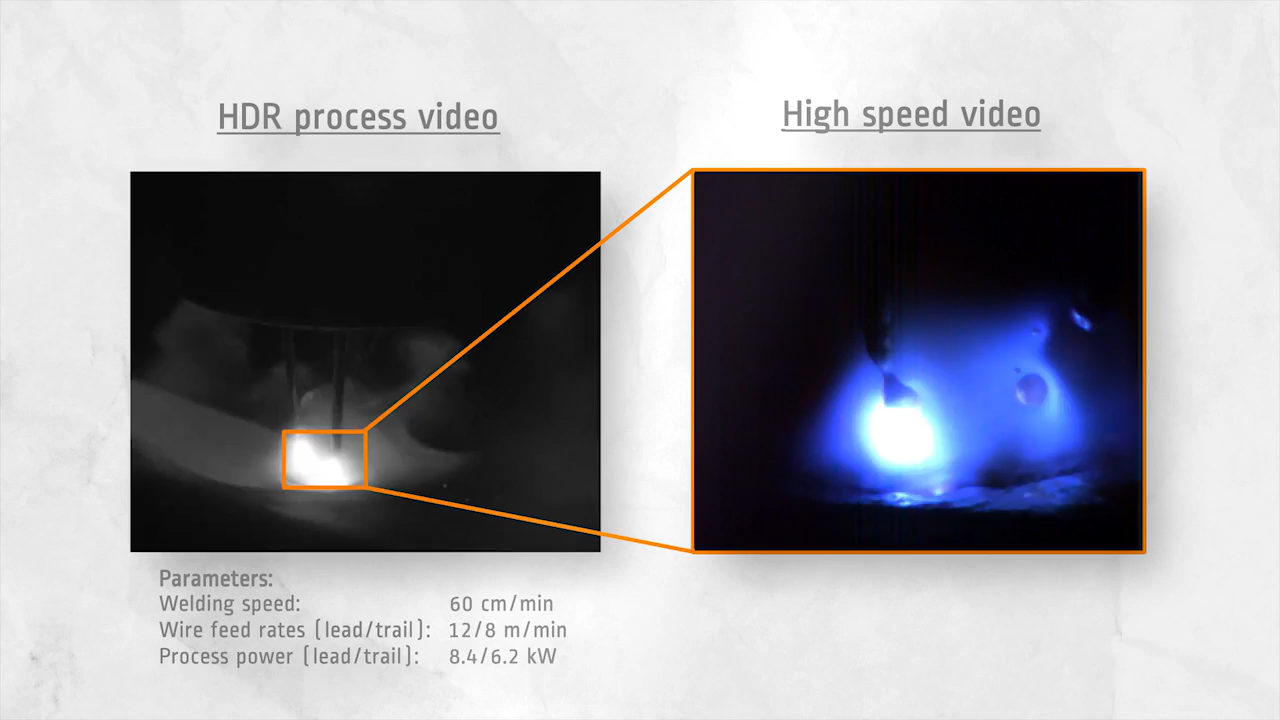 HDR process video
High speed video
Parameters:
Welding speed: 60 cm/min
Wire feed rates (lead/trail): 12/8 m/min
Process power (lead/trail): 8.4/6.2 kW